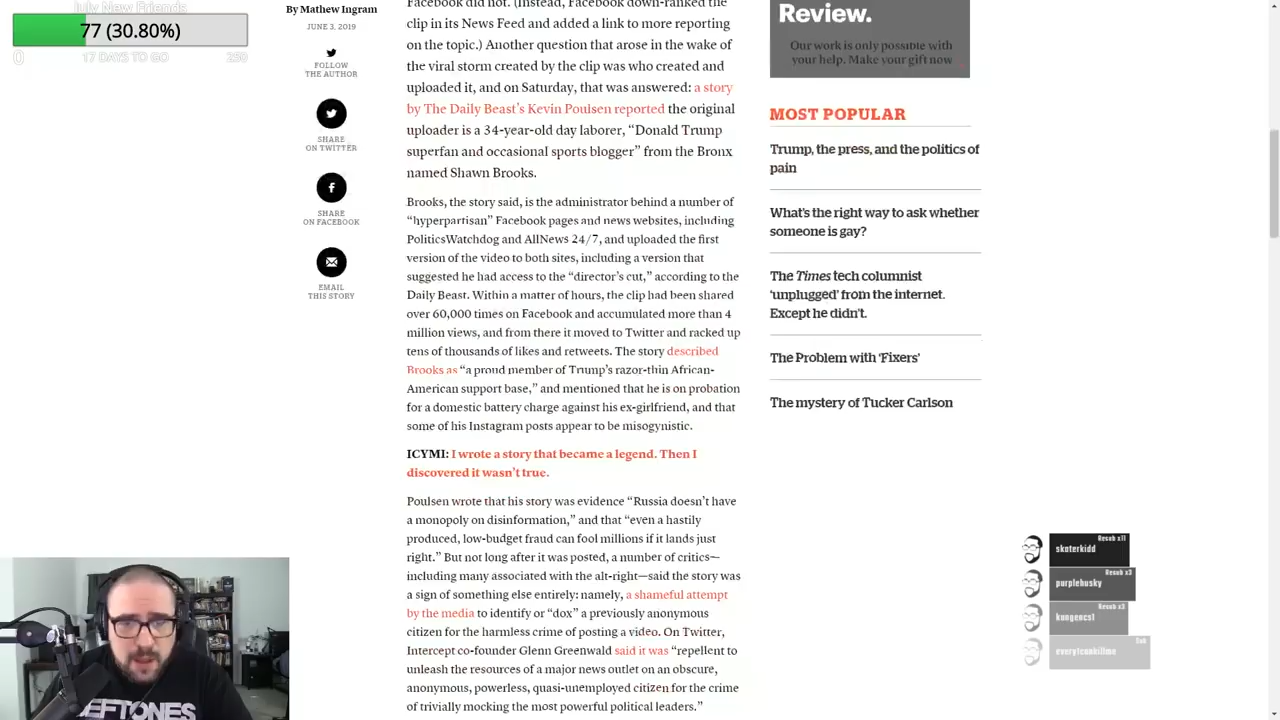 July New Friends
77 (30.80%)
0
17 DAYS TO GO
250
By Mathew Ingram
JUNE 3, 2019
FOLLOW
THE AUTHOR
SHARE
ON TWITTER
SHARE
ON FACEBOOK
EMAIL
THIS STORY
Facebook did not. (Instead, Facebook down-ranked the
clip in its News Feed and added a link to more reporting
on the topic.) Another question that arose in the wake of
the viral storm created by the clip was who created and
uploaded it, and on Saturday, that was answered: a story
by The Daily Beast's Kevin Poulsen reported the original
uploader is a 34-year-old day laborer, “Donald Trump
superfan and occasional sports blogger” from the Bronx
named Shawn Brooks.
Brooks, the story said, is the administrator behind a number of
“hyperpartisan” Facebook pages and news websites, including
PoliticsWatchdog and AllNews 24/7, and uploaded the first
version of the video to both sites, including a version that
suggested he had access to the “director's cut,” according to the
Daily Beast. Within a matter of hours, the clip had been shared
over 60,000 times on Facebook and accumulated more than 4
million views, and from there it moved to Twitter and racked up
tens of thousands of likes and retweets. The story described
Brooks as “a proud member of Trump's razor-thin African-
American support base,” and mentioned that he is on probation
for a domestic battery charge against his ex-girlfriend, and that
some of his Instagram posts appear to be misogynistic.
ICYMI: I wrote a story that became a legend. Then I
discovered it wasn't true.
Poulsen wrote that his story was evidence “Russia doesn't have
a monopoly on disinformation,” and that “even a hastily
produced, low-budget fraud can fool millions if it lands just
right.” But not long after it was posted, a number of critics—
including many associated with the alt-right—said the story was
a sign of something else entirely: namely, a shameful attempt
by the media to identify or “dox” a previously anonymous
citizen for the harmless crime of posting a video. On Twitter,
Intercept co-founder Glenn Greenwald said it was “repellent to
unleash the resources of a major news outlet on an obscure,
anonymous, powerless, quasi-unemployed citizen for the crime
of trivially mocking the most powerful political leaders.”
Review.
Our work is only possible with
your help. Make your gift now
MOST POPULAR
Trump, the press, and the politics of
pain
What's the right way to ask whether
someone is gay?
The Times tech columnist
‘unplugged’ from the internet.
Except he didn't.
The Problem with ‘Fixers’
The mystery of Tucker Carlson
Resub x11
skaterkidd
Resub x3
purplehusky
Resub x3
kungencs1
Sub
every1cankillme
DEFTONES